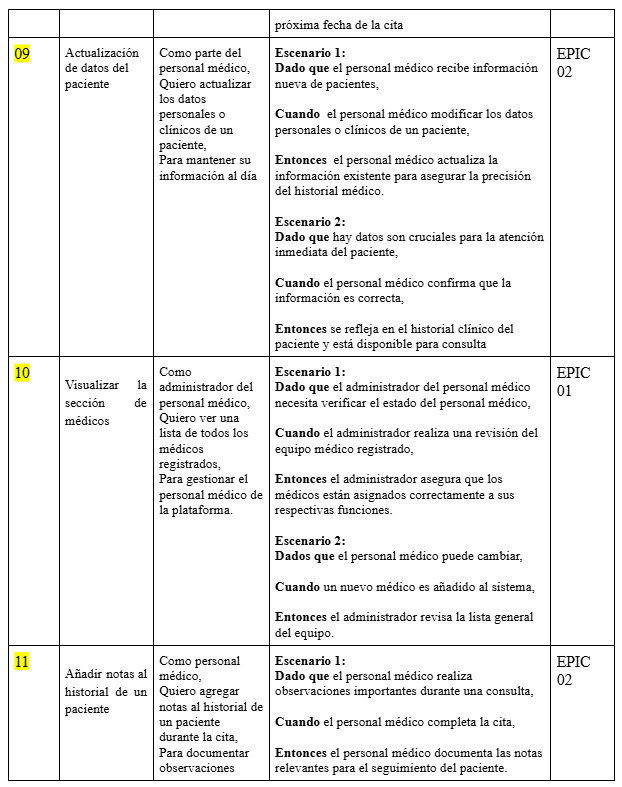 próxima fecha de la cita
09
Actualización
de datos del
paciente
Como parte del
personal médico,
Quiero actualizar
los datos
personales o
clínicos de un
paciente,
Para mantener su
información al día
Escenario 1:
Dado que el personal médico recibe información
nueva de pacientes,
Cuando el personal médico modificar los datos
personales o clínicos de un paciente,
Entonces el personal médico actualiza la
información existente para asegurar la precisión
del historial médico.
Escenario 2:
Dado que hay datos son cruciales para la atención
inmediata del paciente,
Cuando el personal médico confirma que la
información es correcta,
Entonces se refleja en el historial clínico del
paciente y está disponible para consulta
EPIC
02
10
Visualizar la
sección de
médicos
Como
administrador del
personal médico,
Quiero ver una
lista de todos los
médicos
registrados,
Para gestionar el
personal médico de
la plataforma.
Escenario 1:
Dado que el administrador del personal médico
necesita verificar el estado del personal médico,
Cuando el administrador realiza una revisión del
equipo médico registrado,
Entonces el administrador asegura que los
médicos están asignados correctamente a sus
respectivas funciones.
Escenario 2:
Dados que el personal médico puede cambiar,
Cuando un nuevo médico es añadido al sistema,
Entonces el administrador revisa la lista general
del equipo.
EPIC
01
11
Añadir notas al
historial de un
paciente
Como personal
médico,
Quiero agregar
notas al historial de
un paciente
durante la cita,
Para documentar
observaciones
Escenario 1:
Dado que el personal médico realiza
observaciones importantes durante una consulta,
Cuando el personal médico completa la cita,
Entonces el personal médico documenta las notas
relevantes para el seguimiento del paciente.
EPIC
02